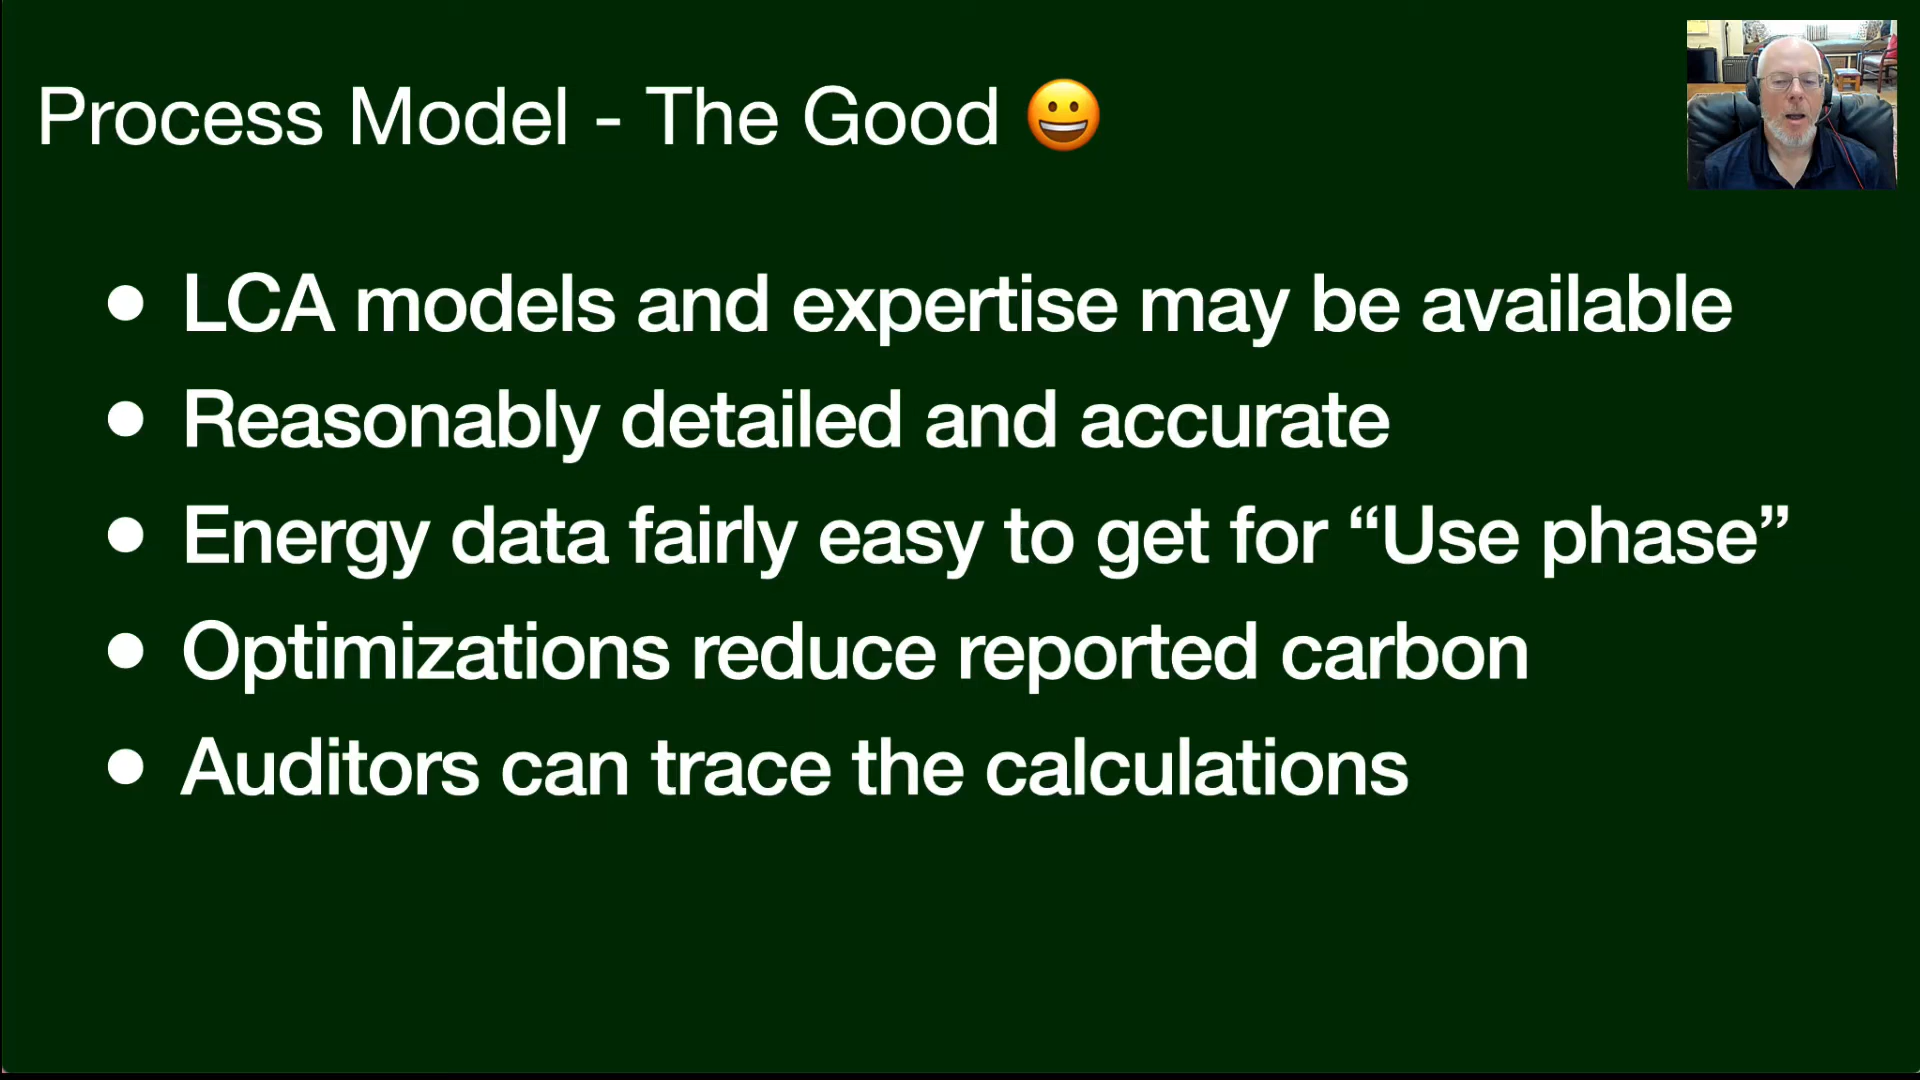 Process Model - The Good 😀
● LCA models and expertise may be available
● Reasonably detailed and accurate
● Energy data fairly easy to get for “Use phase”
● Optimizations reduce reported carbon
● Auditors can trace the calculations